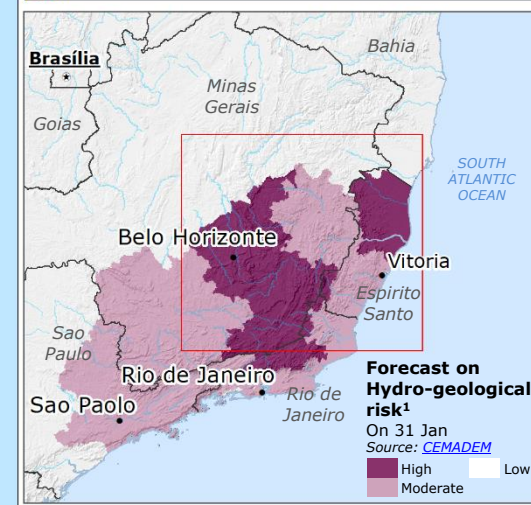 Bahia
Brasília
Minas
Gerais
Goias
SOUTH
ATLANTIC
OCEAN
Belo Horizonte
Vitoria
Espirito
Santo
Sao
Paulo
Rio de Janeiro
Rio de
Janeiro
Sao Paolo
Forecast on
Hydro-geological
risk¹
On 31 Jan
Source: CEMADEM
High Low
Moderate